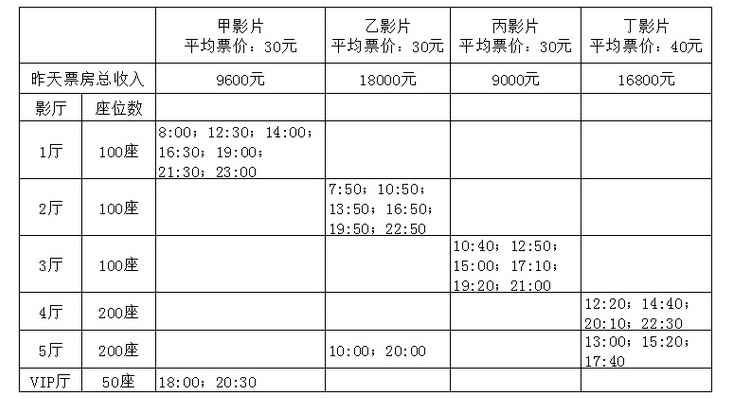 甲影片 乙影片 丙影片 丁影片
平均票价：30元 平均票价：30元 平均票价：30元 平均票价：40元
昨天票房总收入 9600元 18000元 9000元 16800元
影厅 座位数
1厅 100座 8:00；12:30；14:00；
16:30；19:00；
21:30；23:00
2厅 100座 7:50；10:50；
13:50；16:50；
19:50；22:50
3厅 100座 10:40；12:50；
15:00；17:10；
19:20；21:00
4厅 200座 12:20；14:40；
20:10；22:30
5厅 200座 10:00；20:00 13:00；15:20；
17:40
VIP厅 50座 18:00；20:30